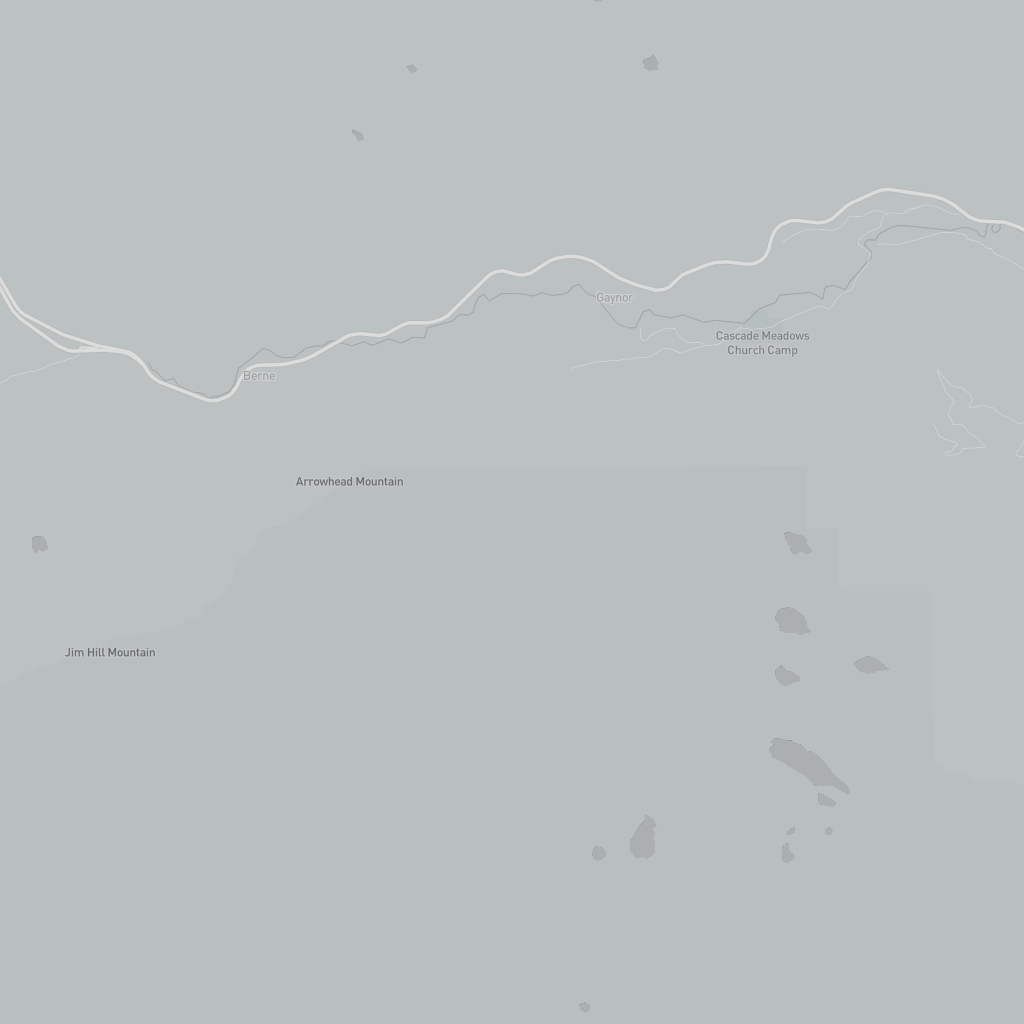 Gaynor
Cascade Meadows
Church Camp
Berne
Arrowhead Mountain
Jim Hill Mountain